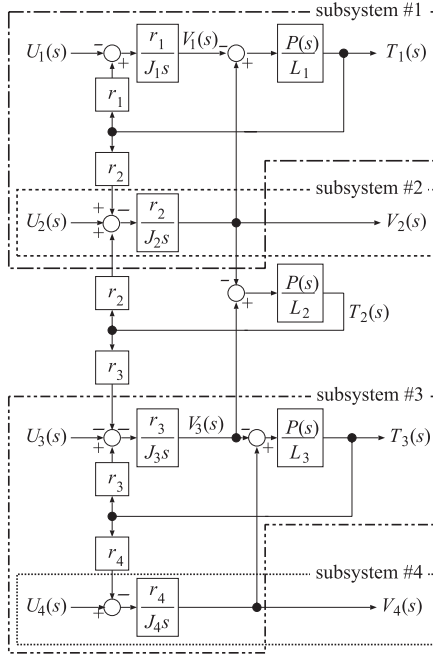 subsystem #1
U₁(s) − + r₁/J₁s V₁(s) − + P(s)/L₁ T₁(s)
r₁
r₂
subsystem #2
U₂(s) + + − r₂/J₂s V₂(s)
r₂
− + P(s)/L₂ T₂(s)
r₃
subsystem #3
U₃(s) − − + r₃/J₃s V₃(s) − + P(s)/L₃ T₃(s)
r₃
r₄
subsystem #4
U₄(s) + − r₄/J₄s V₄(s)